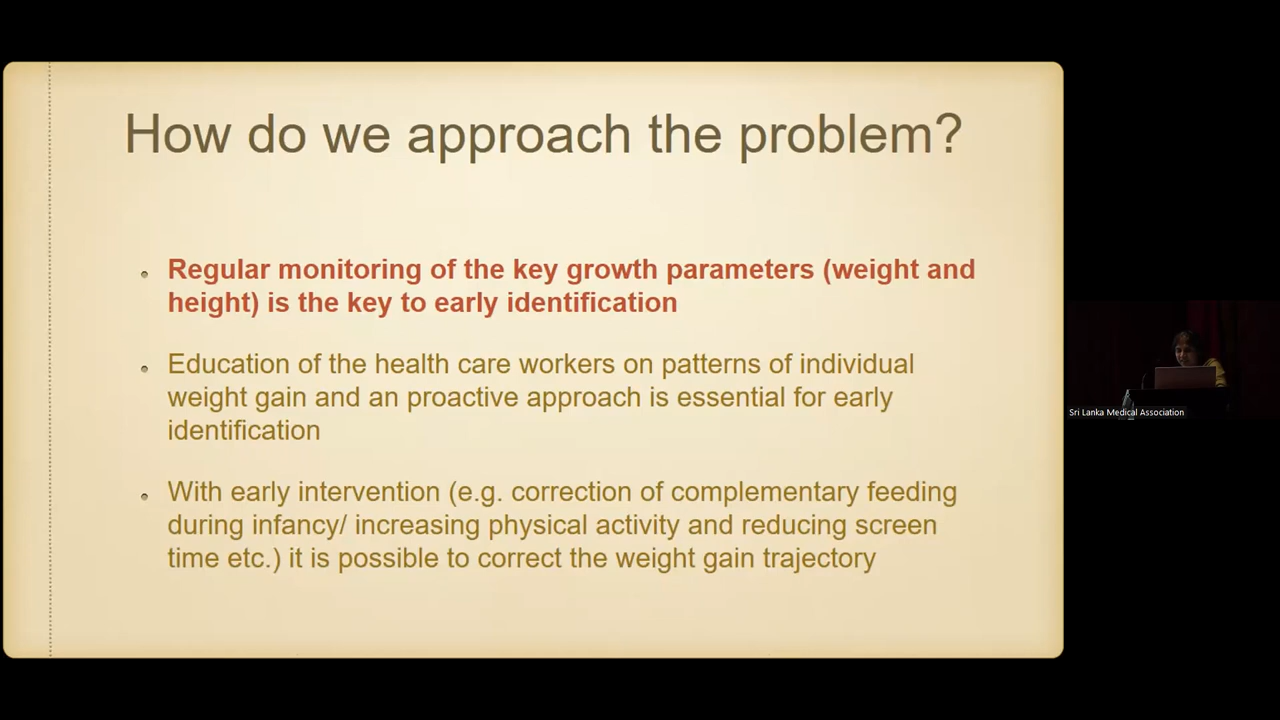 How do we approach the problem?
Regular monitoring of the key growth parameters (weight and
height) is the key to early identification
Education of the health care workers on patterns of individual
weight gain and an proactive approach is essential for early
identification
With early intervention (e.g. correction of complementary feeding
during infancy/ increasing physical activity and reducing screen
time etc.) it is possible to correct the weight gain trajectory
Sri Lanka Medical Association